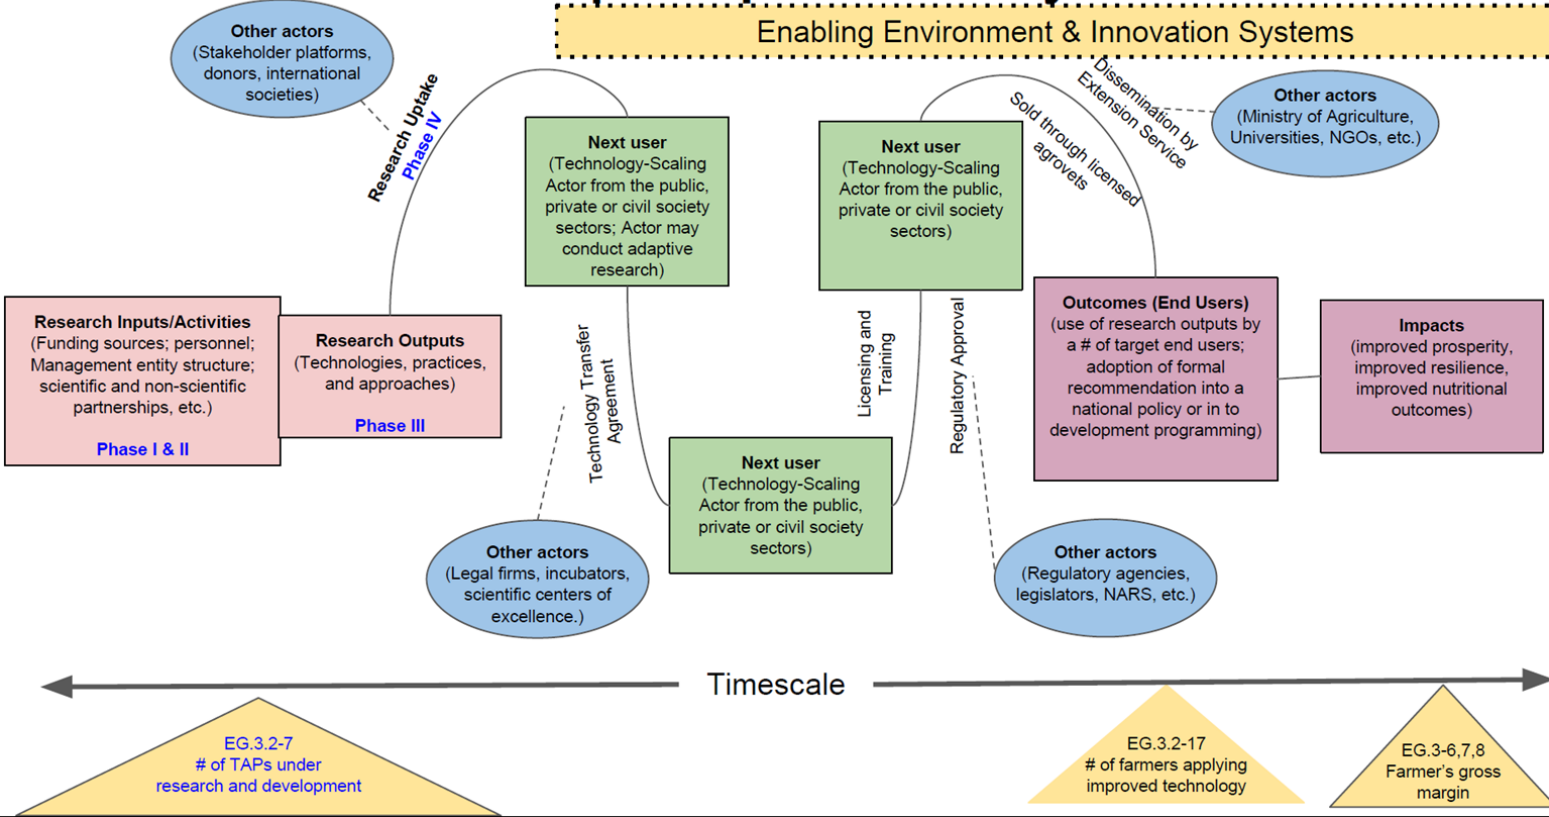 Enabling Environment & Innovation Systems
Other actors
(Stakeholder platforms,
donors, international
societies)
Research Uptake
Phase IV
Next user
(Technology-Scaling
Actor from the public,
private or civil society
sectors; Actor may
conduct adaptive
research)
Next user
(Technology-Scaling
Actor from the public,
private or civil society
sectors)
Dissemination by
Extension Service
Sold through licensed
agrovets
Other actors
(Ministry of Agriculture,
Universities, NGOs, etc.)
Research Inputs/Activities
(Funding sources; personnel;
Management entity structure;
scientific and non-scientific
partnerships, etc.)
Phase I & II
Research Outputs
(Technologies, practices,
and approaches)
Phase III
Technology Transfer
Agreement
Licensing and
Training
Regulatory Approval
Outcomes (End Users)
(use of research outputs by
a # of target end users;
adoption of formal
recommendation into a
national policy or in to
development programming)
Impacts
(improved prosperity,
improved resilience,
improved nutritional
outcomes)
Next user
(Technology-Scaling
Actor from the public,
private or civil society
sectors)
Other actors
(Legal firms, incubators,
scientific centers of
excellence.)
Other actors
(Regulatory agencies,
legislators, NARS, etc.)
Timescale
EG.3.2-7
# of TAPs under
research and development
EG.3.2-17
# of farmers applying
improved technology
EG.3-6,7,8
Farmer's gross
margin